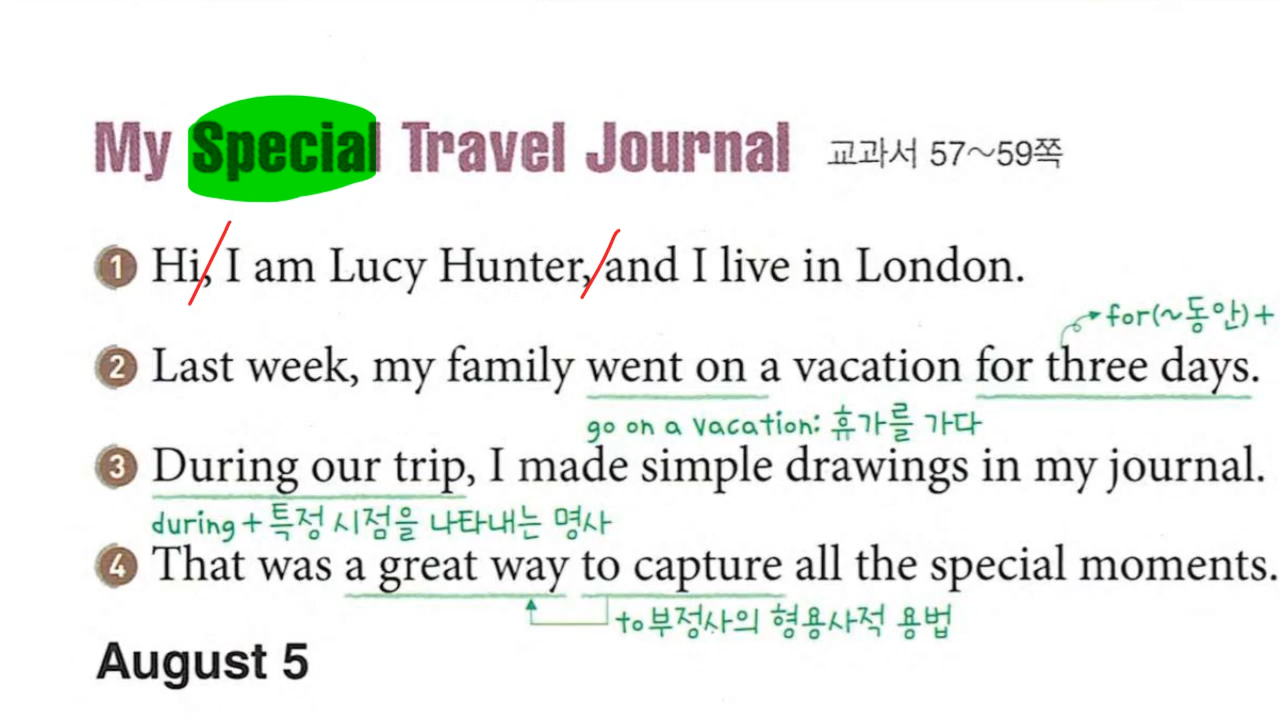 My Special Travel Journal 교과서 57~59쪽
1 Hi, I am Lucy Hunter, and I live in London.
for(~동안)+
2 Last week, my family went on a vacation for three days.
go on a vacation: 휴가를 가다
3 During our trip, I made simple drawings in my journal.
during + 특정 시점을 나타내는 명사
4 That was a great way to capture all the special moments.
to부정사의 형용사적 용법
August 5